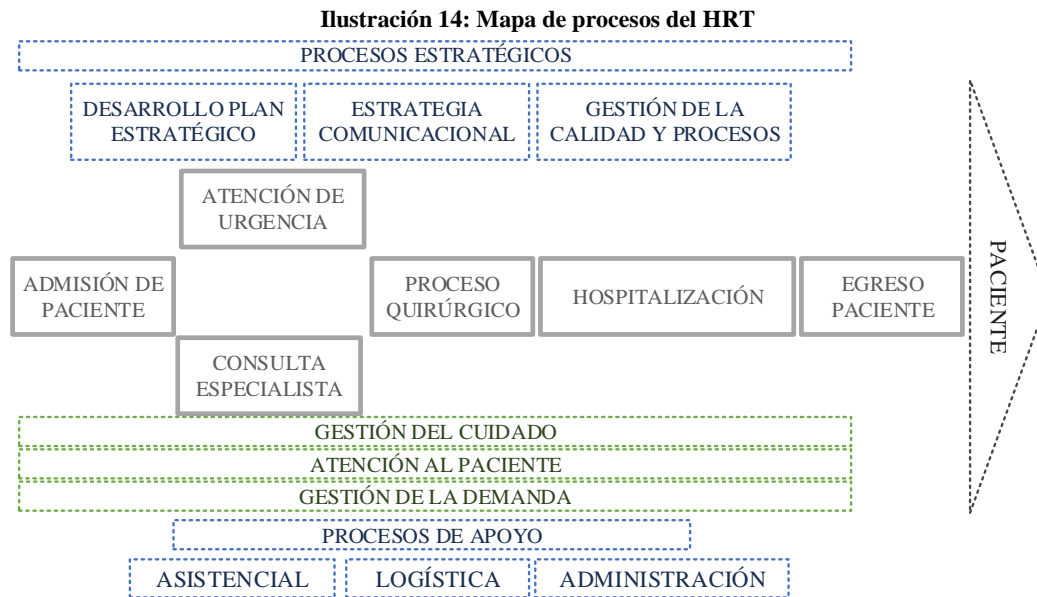 Ilustración 14: Mapa de procesos del HRT
PROCESOS ESTRATÉGICOS
DESARROLLO PLAN
ESTRATÉGICO
ESTRATEGIA
COMUNICACIONAL
GESTIÓN DE LA
CALIDAD Y PROCESOS
ATENCIÓN DE
URGENCIA
ADMISIÓN DE
PACIENTE
PROCESO
QUIRÚRGICO
HOSPITALIZACIÓN
EGRESO
PACIENTE
PACIENTE
CONSULTA
ESPECIALISTA
GESTIÓN DEL CUIDADO
ATENCIÓN AL PACIENTE
GESTIÓN DE LA DEMANDA
PROCESOS DE APOYO
ASISTENCIAL
LOGÍSTICA
ADMINISTRACIÓN